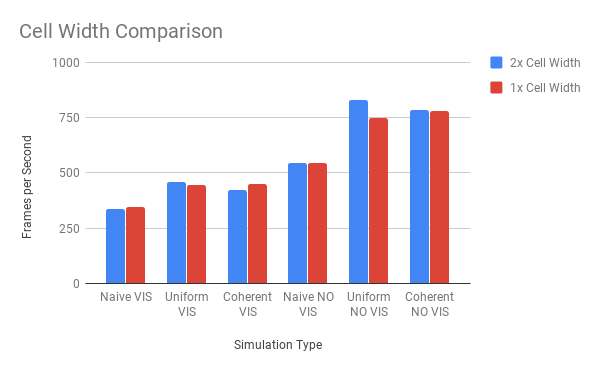 Cell Width Comparison
1000
750
500
250
0
Frames per Second
2x Cell Width
1x Cell Width
Naive VIS
Uniform
VIS
Coherent
VIS
Naive NO
VIS
Uniform
NO VIS
Coherent
NO VIS
Simulation Type